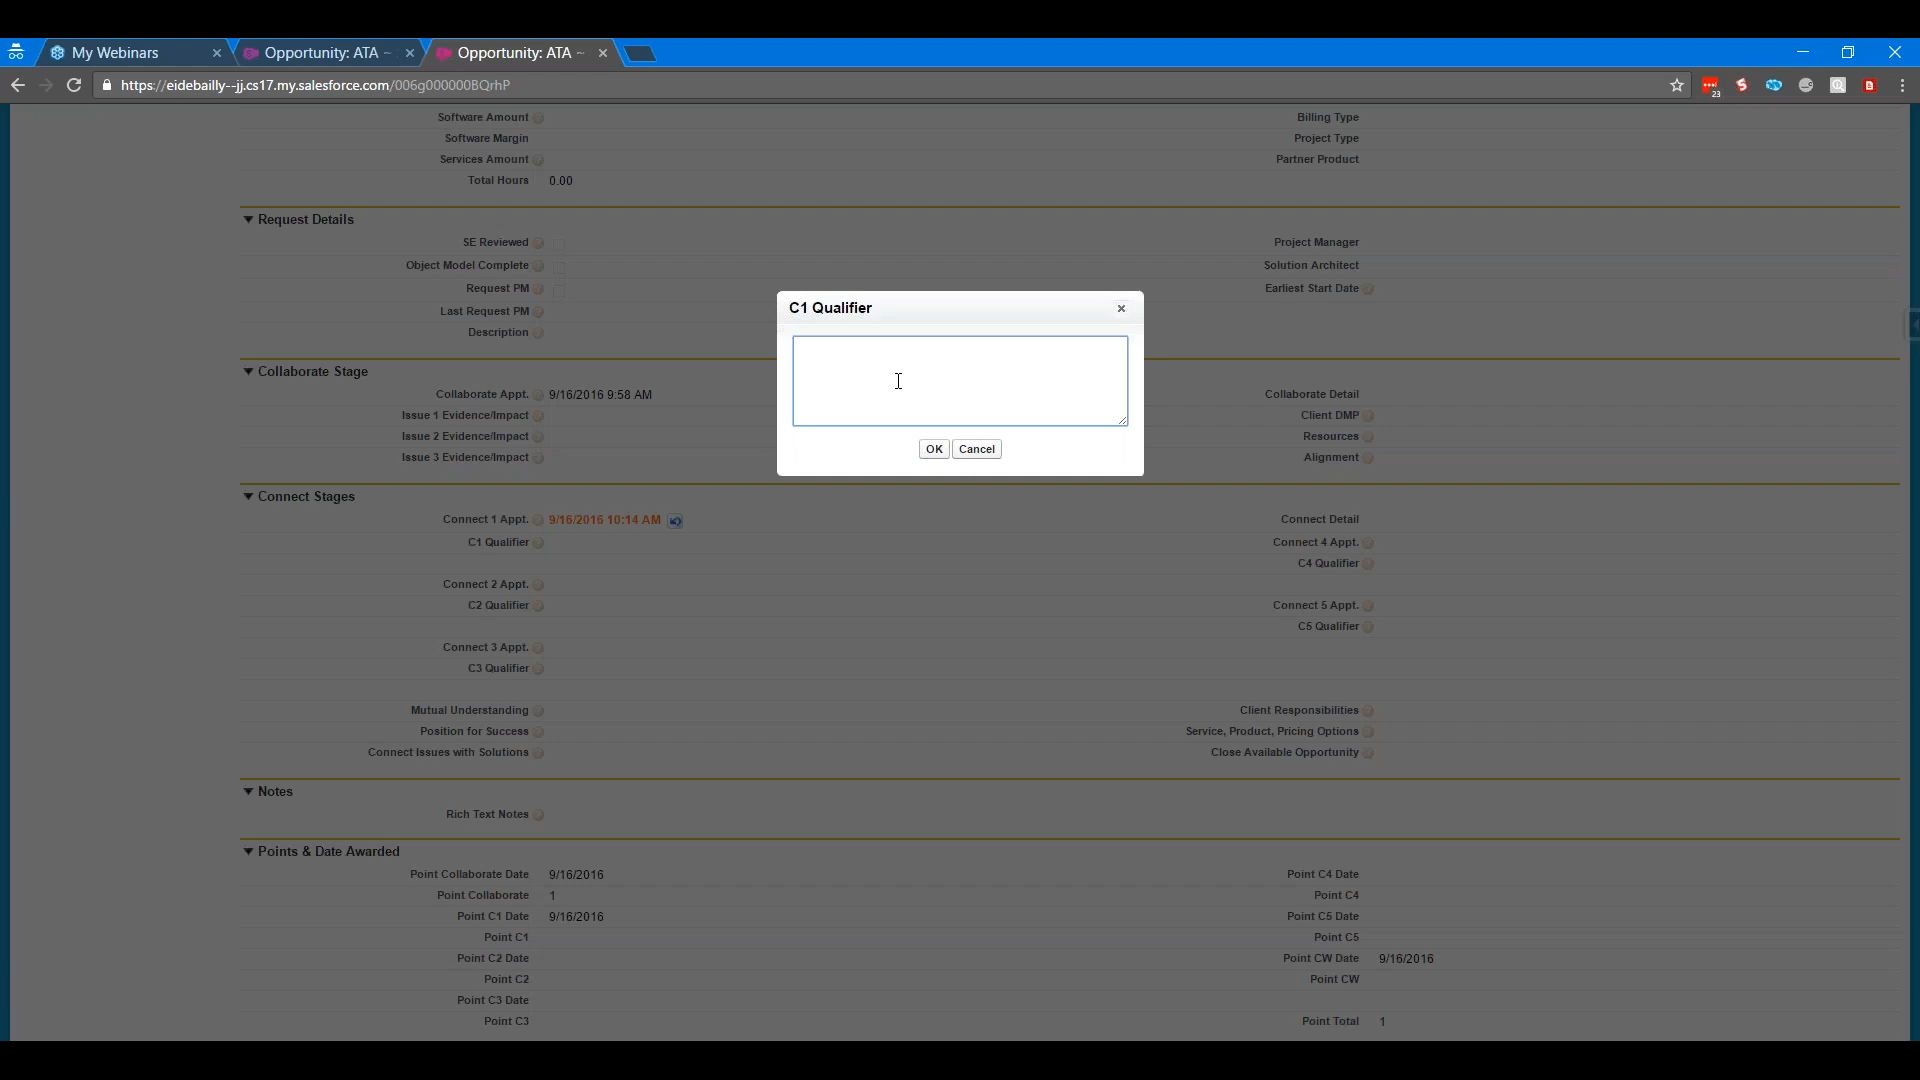 My Webinars
Opportunity: ATA ~
Opportunity: ATA ~
https://eidebailly--jj.cs17.my.salesforce.com/006g000000BQrhP
23
Software Amount
Billing Type
Software Margin
Project Type
Services Amount
Partner Product
Total Hours 0.00
Request Details
SE Reviewed
Project Manager
Object Model Complete
Solution Architect
Request PM
Earliest Start Date
Last Request PM
Description
C1 Qualifier
OK Cancel
Collaborate Stage
Collaborate Appt. 9/16/2016 9:58 AM
Collaborate Detail
Issue 1 Evidence/Impact
Client DMP
Issue 2 Evidence/Impact
Resources
Issue 3 Evidence/Impact
Alignment
Connect Stages
Connect 1 Appt. 9/16/2016 10:14 AM
Connect Detail
C1 Qualifier
Connect 4 Appt.
C4 Qualifier
Connect 2 Appt.
C2 Qualifier
Connect 5 Appt.
C5 Qualifier
Connect 3 Appt.
C3 Qualifier
Mutual Understanding
Client Responsibilities
Position for Success
Service, Product, Pricing Options
Connect Issues with Solutions
Close Available Opportunity
Notes
Rich Text Notes
Points & Date Awarded
Point Collaborate Date 9/16/2016
Point C4 Date
Point Collaborate 1
Point C4
Point C1 Date 9/16/2016
Point C5 Date
Point C1
Point C5
Point C2 Date
Point CW Date 9/16/2016
Point C2
Point CW
Point C3 Date
Point C3
Point Total 1